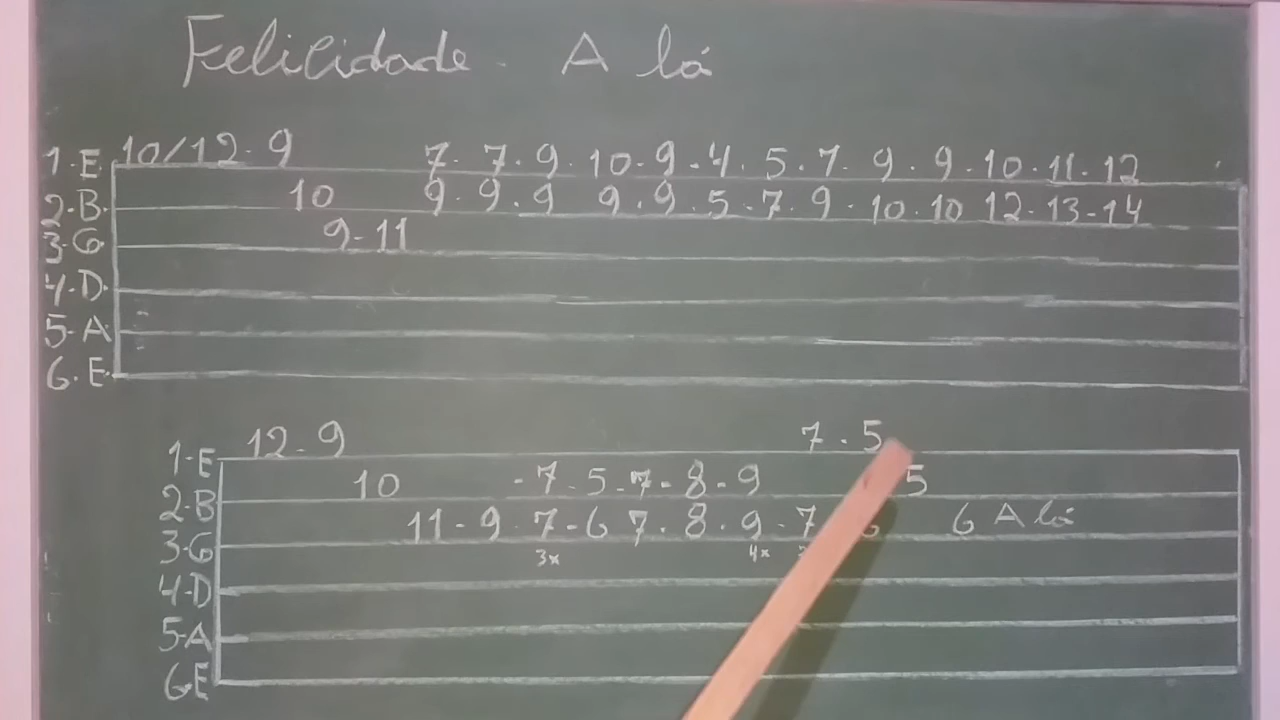 Felicidade - A lá
1-E 10/12-9 7-7-9-10-9-4-5-7-9-9-10-11-12
2-B 10 9-9-9 9-9-5-7-9-10-10 12-13-14
3-G 9-11
4-D
5-A
6-E
1-E 12-9 7-5
2-B 10 -7-5-7-8-9 5
3-G 11-9-7-6 7-8-9-7 6 6 A lá
3x 4x
4-D
5-A
6E